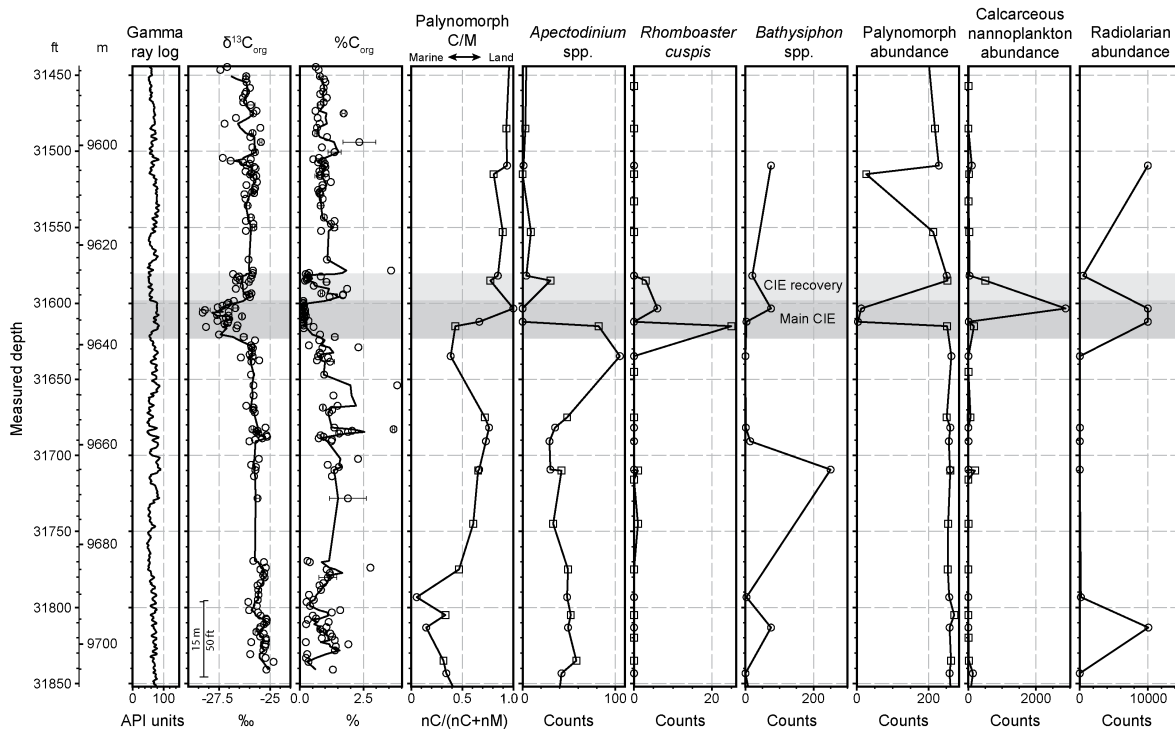 ft
m
Gamma
ray log
δ¹³Corg
%Corg
Palynomorph
C/M
Marine Land
Apectodinium
spp.
Rhomboaster
cuspis
Bathysiphon
spp.
Palynomorph
abundance
Calcareous
nannoplankton
abundance
Radiolarian
abundance
Measured depth
31450
31500
31550
31600
31650
31700
31750
31800
31850
9600
9620
9640
9660
9680
9700
CIE recovery
Main CIE
15 m
50 ft
0 100
-27.5 -25
0.0 2.5
0 0.5 1.0
0 100
0 20
0 250
0 250
0 2000
0 10000
API units
‰
%
nC/(nC+nM)
Counts
Counts
Counts
Counts
Counts
Counts